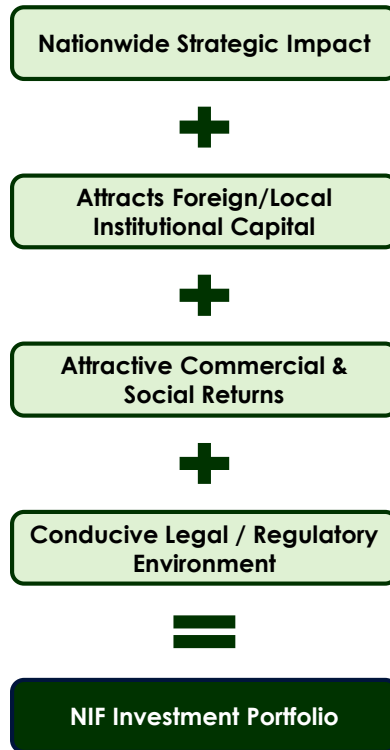 Nationwide Strategic Impact
+
Attracts Foreign/Local
Institutional Capital
+
Attractive Commercial &
Social Returns
+
Conducive Legal / Regulatory
Environment
=
NIF Investment Portfolio